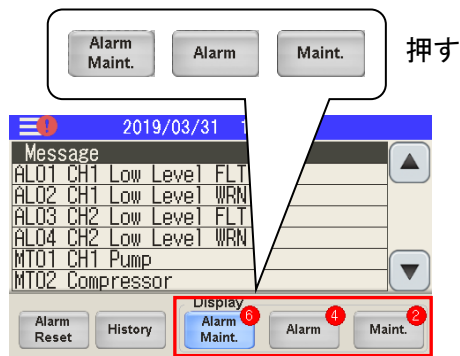 Alarm
Maint.
Alarm
Maint.
押す
2019/03/31
Message
AL01 CH1 Low Level FLT
AL02 CH1 Low Level WRN
AL03 CH2 Low Level FLT
AL04 CH2 Low Level WRN
MT01 CH1 Pump
MT02 Compressor
Display
Alarm
Reset
History
Alarm
Maint.
6
Alarm
4
Maint.
2